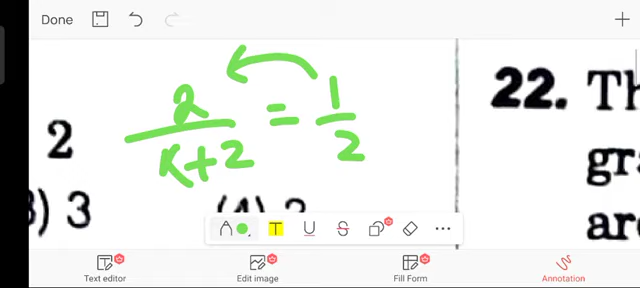 Done
22. Th
2 / K+2 = 1 / 2
2
gra
3) 3 (4) 2
are
T U S
Text editor Edit image Fill Form Annotation